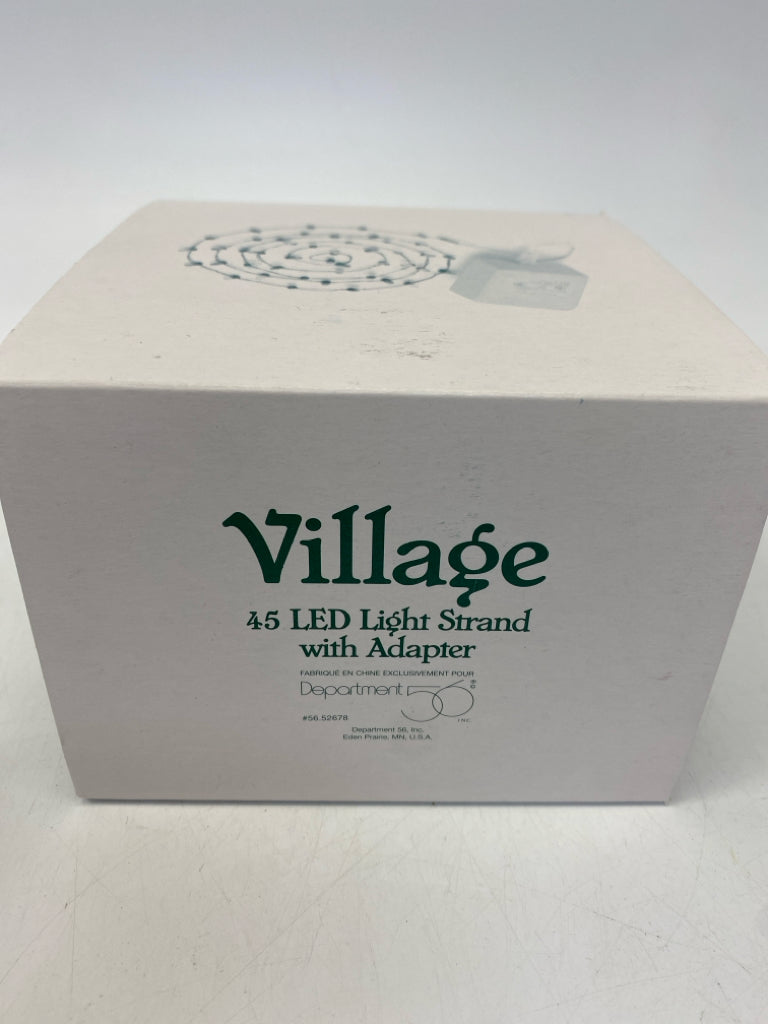 Village
45 LED Light Strand
with Adapter
FABRIQUÉ EN CHINE EXCLUSIVEMENT POUR
Department 56 ®
INC
#56.52678
Department 56, Inc.
Eden Prairie, MN, U.S.A.